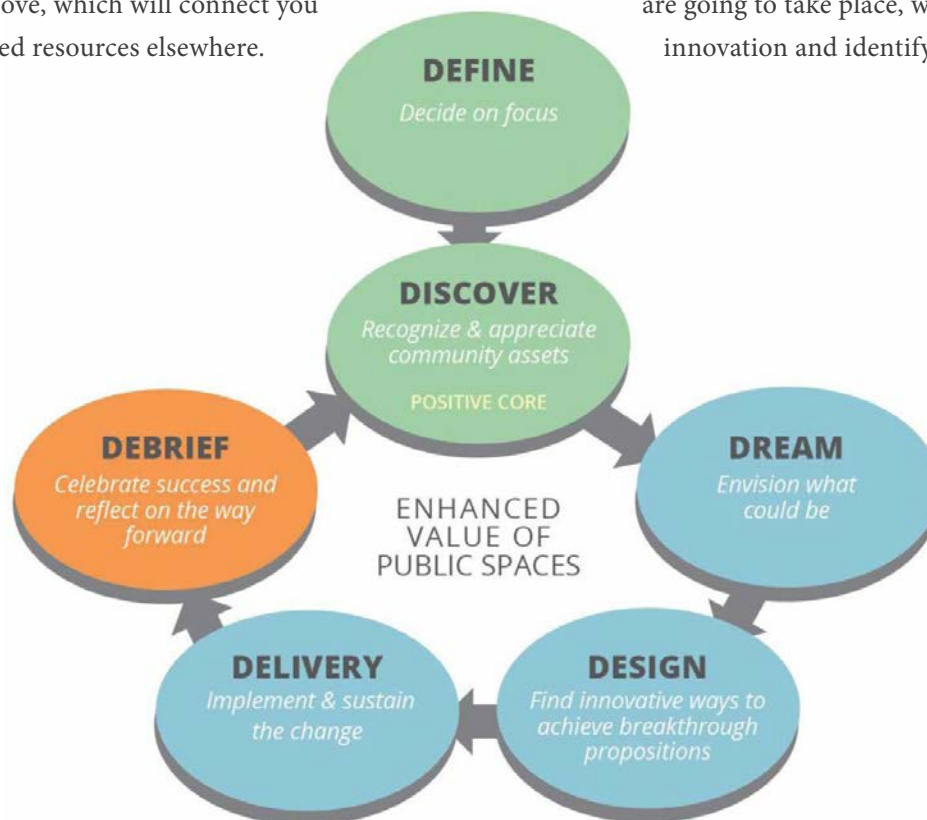 ove, which will connect you
ed resources elsewhere.
are going to take place, w
innovation and identify
DEFINE
Decide on focus
DISCOVER
Recognize & appreciate
community assets
POSITIVE CORE
DREAM
Envision what
could be
DESIGN
Find innovative ways to
achieve breakthrough
propositions
DELIVERY
Implement & sustain
the change
DEBRIEF
Celebrate success and
reflect on the way
forward
ENHANCED
VALUE OF
PUBLIC SPACES